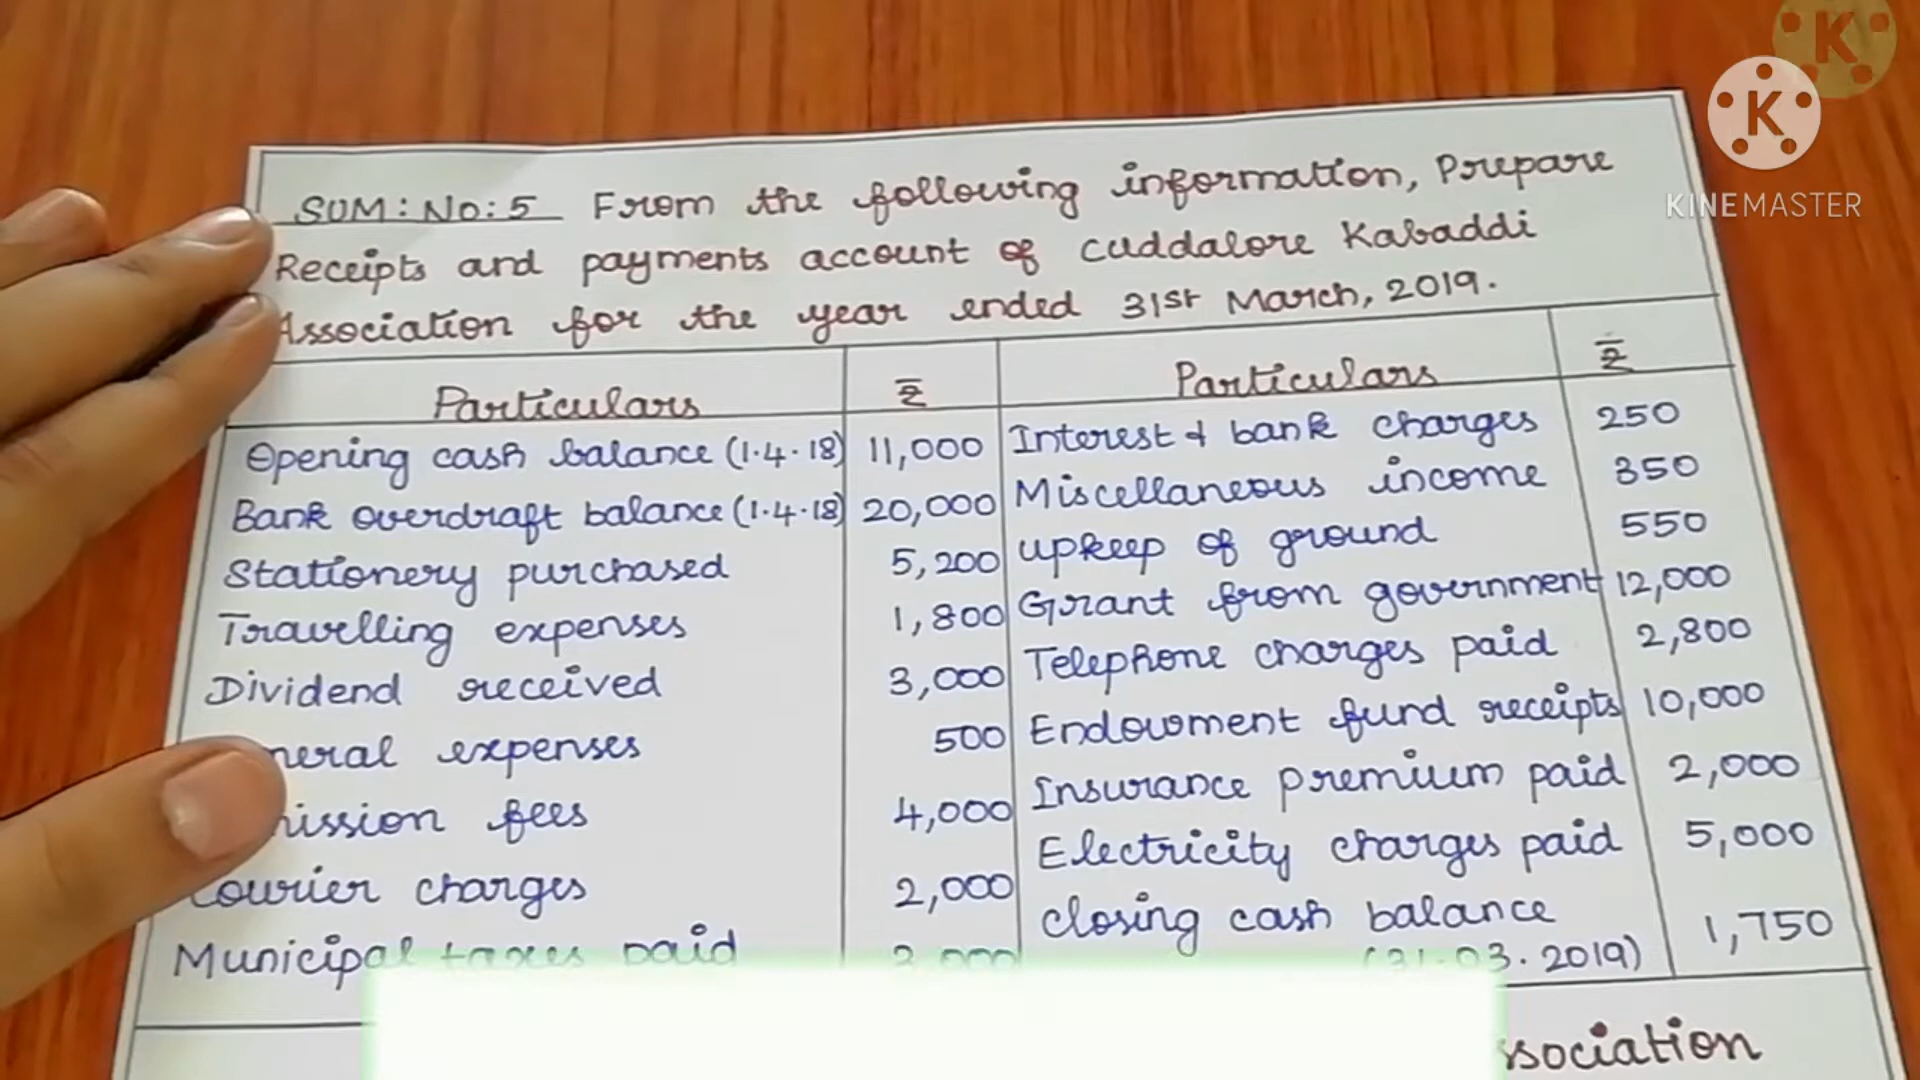 K
K
KINEMASTER
SUM: No: 5 From the following information, Prepare
Receipts and payments account of Cuddalore Kabaddi
Association for the year ended 31st March, 2019.
Particulars ₹ Particulars ₹
Opening cash balance (1.4.18) 11,000 Interest & bank charges 250
Bank overdraft balance (1.4.18) 20,000 Miscellaneous income 350
Stationery purchased 5,200 upkeep of ground 550
Travelling expenses 1,800 Grant from government 12,000
Dividend received 3,000 Telephone charges paid 2,800
neral expenses 500 Endowment fund receipts 10,000
mission fees 4,000 Insurance premium paid 2,000
Courier charges 2,000 Electricity charges paid 5,000
Municipal taxes paid closing cash balance 1,750
(31.03.2019)
ssociation